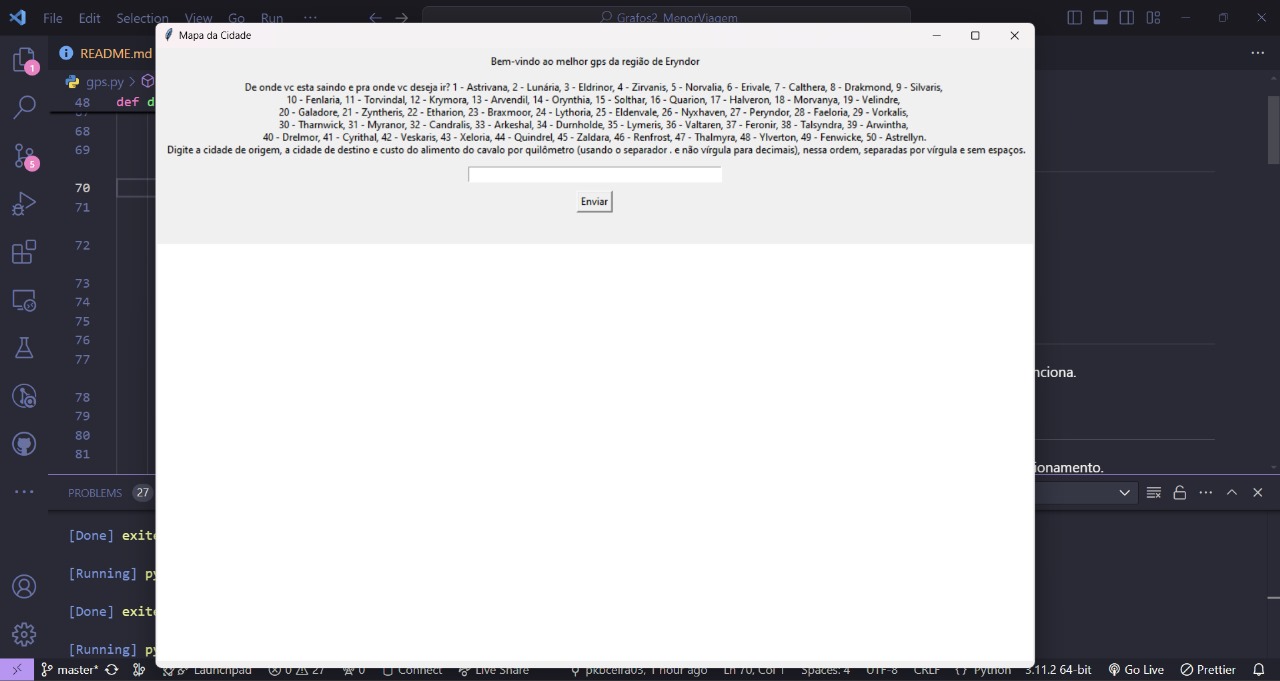 File Edit Selection View Go Run ··· Grafos2_MenorViagem
Mapa da Cidade
README.md
gps.py
Bem-vindo ao melhor gps da região de Eryndor
De onde vc esta saindo e pra onde vc deseja ir? 1 - Astrivana, 2 - Lunária, 3 - Eldrinor, 4 - Zirvanis, 5 - Norvalia, 6 - Erivale, 7 - Calthera, 8 - Drakmond, 9 - Silvaris,
10 - Fenlaria, 11 - Torvindal, 12 - Krymora, 13 - Arvendil, 14 - Orynthia, 15 - Solthar, 16 - Quarion, 17 - Halveron, 18 - Morvanya, 19 - Velindre,
20 - Galadore, 21 - Zyntheris, 22 - Etharion, 23 - Braxmoor, 24 - Lythoria, 25 - Eldenvale, 26 - Nyxhaven, 27 - Peryndor, 28 - Faeloria, 29 - Vorkalis,
30 - Tharnwick, 31 - Myranor, 32 - Candralis, 33 - Arkeshal, 34 - Durnholde, 35 - Lymeris, 36 - Valtaren, 37 - Feronir, 38 - Talsyndra, 39 - Arwintha,
40 - Drelmor, 41 - Cyrithal, 42 - Veskaris, 43 - Xeloria, 44 - Quindrel, 45 - Zaldara, 46 - Renfrost, 47 - Thalmyra, 48 - Ylverton, 49 - Fenwicke, 50 - Astrellyn.
Digite a cidade de origem, a cidade de destino e custo do alimento do cavalo por quilômetro (usando o separador . e não vírgula para decimais), nessa ordem, separadas por vírgula e sem espaços.
Enviar
48 def d
68
69
70
71
72
73
74
75
76
77
78
79
80
81
1
5
nciona.
ionamento.
PROBLEMS 27
[Done] exite
[Running] py
[Done] exite
[Running] py
master* Launchpad 0 27 0 Connect Live Share pkbceira03, 1 hour ago Ln 70, Col 1 Spaces: 4 UTF-8 CRLF Python 3.11.2 64-bit Go Live Prettier